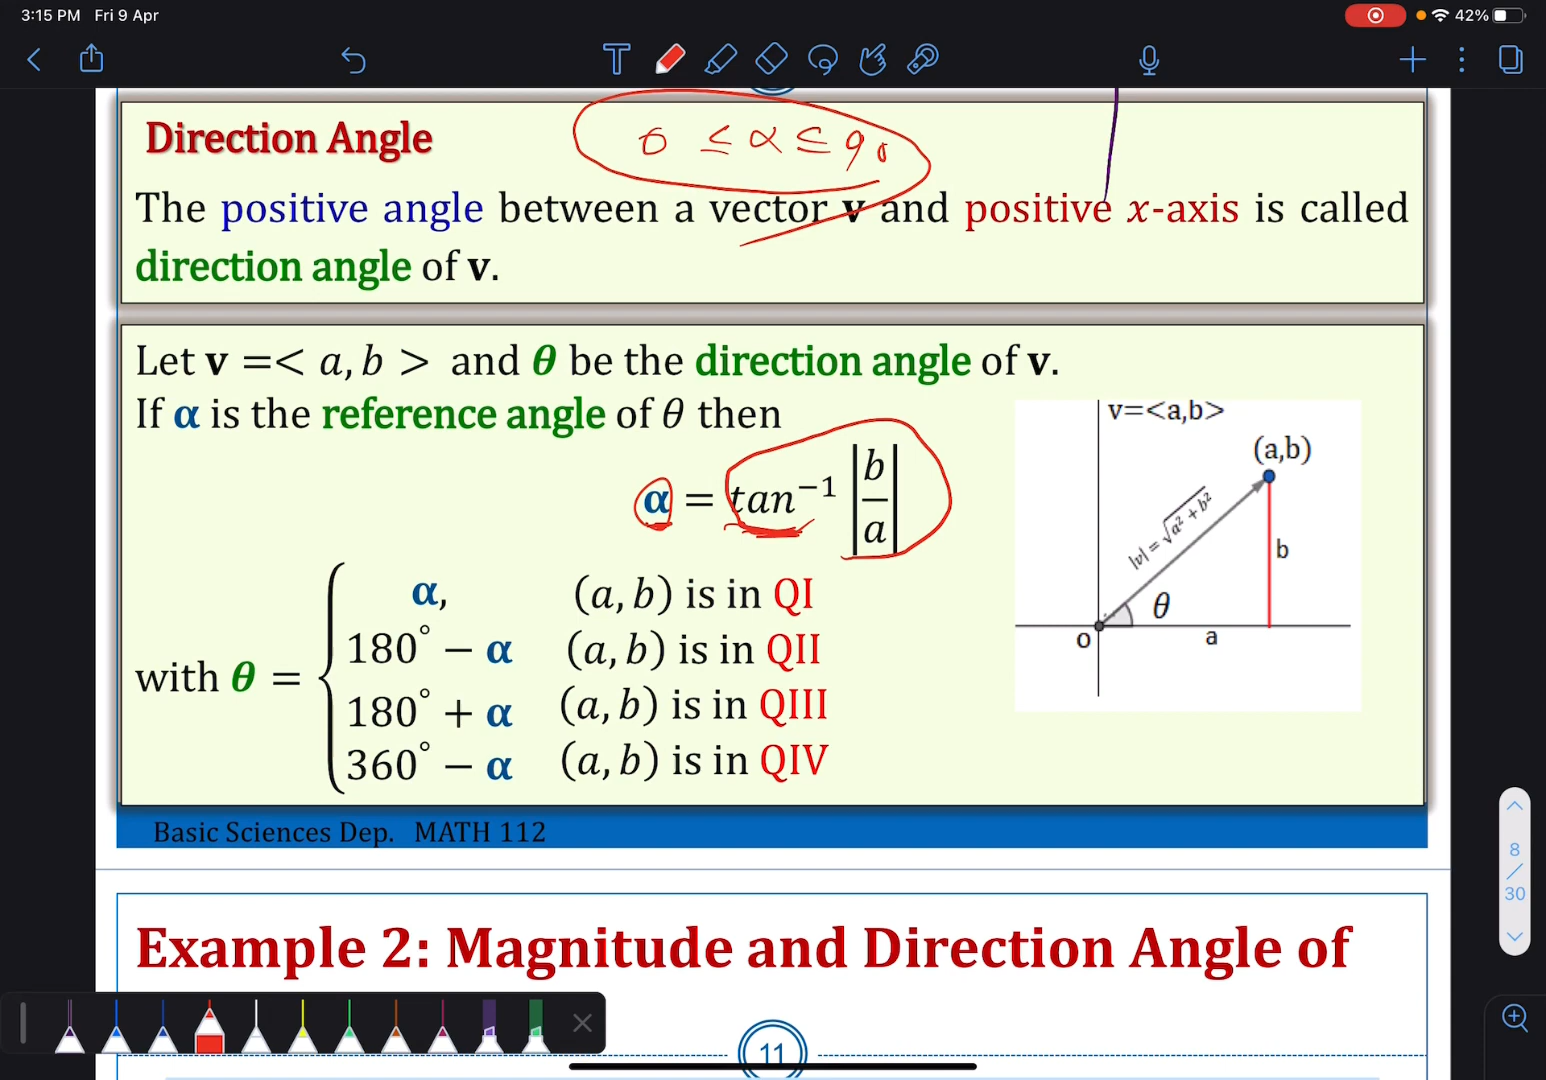 3:15 PM Fri 9 Apr
42%
Direction Angle
0 ≤ α ≤ 90
The positive angle between a vector v and positive x-axis is called
direction angle of v.
Let v =< a, b > and θ be the direction angle of v.
If α is the reference angle of θ then
α = tan⁻¹ |b/a|
with θ =
α, (a, b) is in QI
180° − α (a, b) is in QII
180° + α (a, b) is in QIII
360° − α (a, b) is in QIV
v=<a,b>
(a,b)
|v| = √a² + b²
b
θ
o
a
Basic Sciences Dep. MATH 112
8
/
30
Example 2: Magnitude and Direction Angle of
11